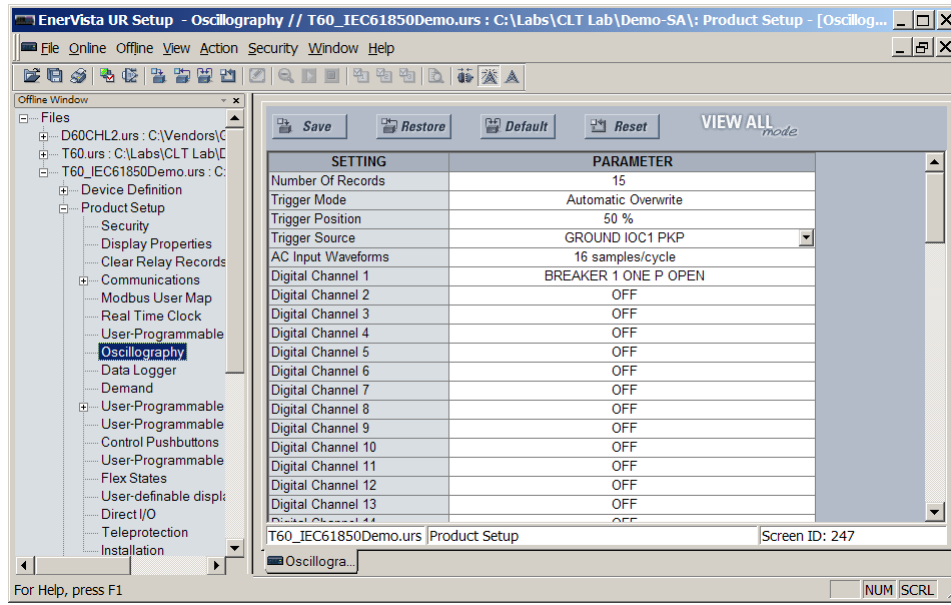 EnerVista UR Setup - Oscillography // T60_IEC61850Demo.urs : C:\Labs\CLT Lab\Demo-SA\: Product Setup - [Oscillog...
File Online Offline View Action Security Window Help
Offline Window
Files
D60CHL2.urs : C:\Vendors\
T60.urs : C:\Labs\CLT Lab\
T60_IEC61850Demo.urs : C:
Device Definition
Product Setup
Security
Display Properties
Clear Relay Records
Communications
Modbus User Map
Real Time Clock
User-Programmable
Oscillography
Data Logger
Demand
User-Programmable
User-Programmable
Control Pushbuttons
User-Programmable
Flex States
User-definable displa
Direct I/O
Teleprotection
Installation
Save Restore Default Reset VIEW ALL mode
SETTING PARAMETER
Number Of Records 15
Trigger Mode Automatic Overwrite
Trigger Position 50 %
Trigger Source GROUND IOC1 PKP
AC Input Waveforms 16 samples/cycle
Digital Channel 1 BREAKER 1 ONE P OPEN
Digital Channel 2 OFF
Digital Channel 3 OFF
Digital Channel 4 OFF
Digital Channel 5 OFF
Digital Channel 6 OFF
Digital Channel 7 OFF
Digital Channel 8 OFF
Digital Channel 9 OFF
Digital Channel 10 OFF
Digital Channel 11 OFF
Digital Channel 12 OFF
Digital Channel 13 OFF
Digital Channel 14 OFF
T60_IEC61850Demo.urs Product Setup Screen ID: 247
Oscillogra...
For Help, press F1 NUM SCRL